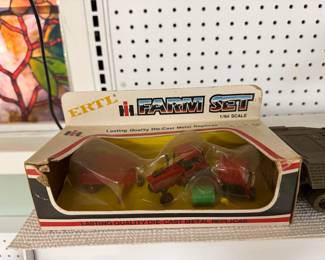 ERTL IH FARM SET
1/64 SCALE
Lasting Quality Die-Cast Metal Replicas
LASTING QUALITY DIE-CAST METAL REPLICAS